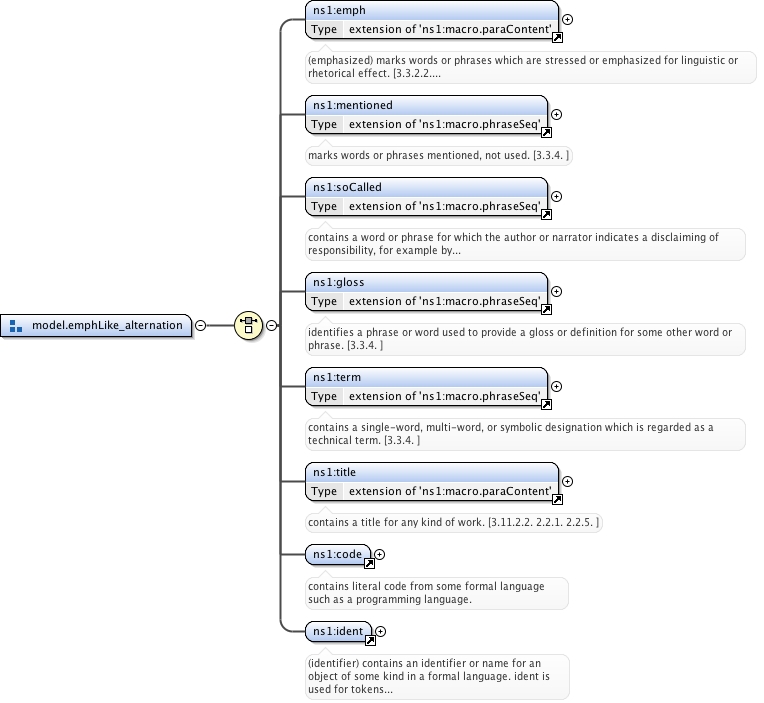 ns1:emph
Type extension of 'ns1:macro.paraContent'
(emphasized) marks words or phrases which are stressed or emphasized for linguistic or
rhetorical effect. [3.3.2.2....
ns1:mentioned
Type extension of 'ns1:macro.phraseSeq'
marks words or phrases mentioned, not used. [3.3.4. ]
ns1:soCalled
Type extension of 'ns1:macro.phraseSeq'
contains a word or phrase for which the author or narrator indicates a disclaiming of
responsibility, for example by...
ns1:gloss
Type extension of 'ns1:macro.phraseSeq'
model.emphLike_alternation
identifies a phrase or word used to provide a gloss or definition for some other word or
phrase. [3.3.4. ]
ns1:term
Type extension of 'ns1:macro.phraseSeq'
contains a single-word, multi-word, or symbolic designation which is regarded as a
technical term. [3.3.4. ]
ns1:title
Type extension of 'ns1:macro.paraContent'
contains a title for any kind of work. [3.11.2.2. 2.2.1. 2.2.5. ]
ns1:code
contains literal code from some formal language
such as a programming language.
ns1:ident
(identifier) contains an identifier or name for an
object of some kind in a formal language. ident is
used for tokens...